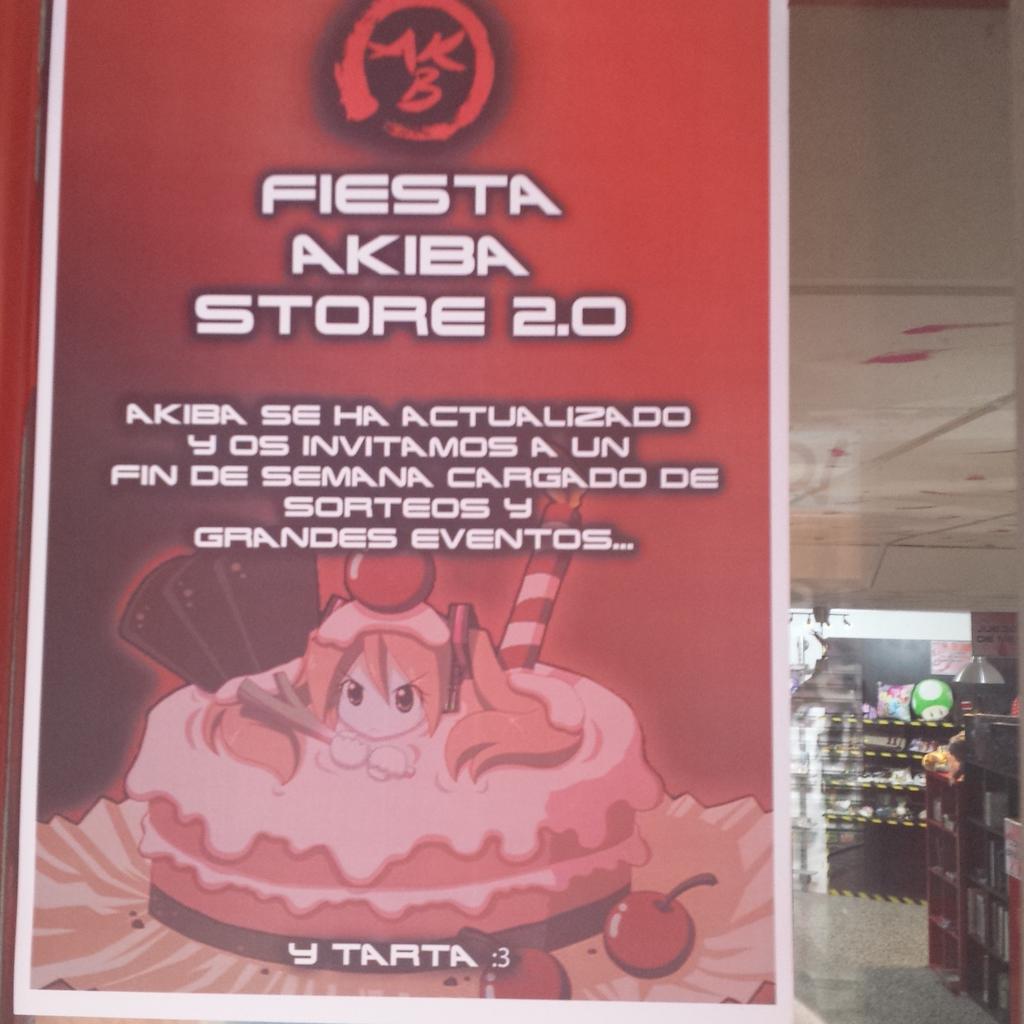 AKB
FIESTA
AKIBA
STORE 2.0
AKIBA SE HA ACTUALIZADO
Y OS INVITAMOS A UN
FIN DE SEMANA CARGADO DE
SORTEOS Y
GRANDES EVENTOS...
Y TARTA :3